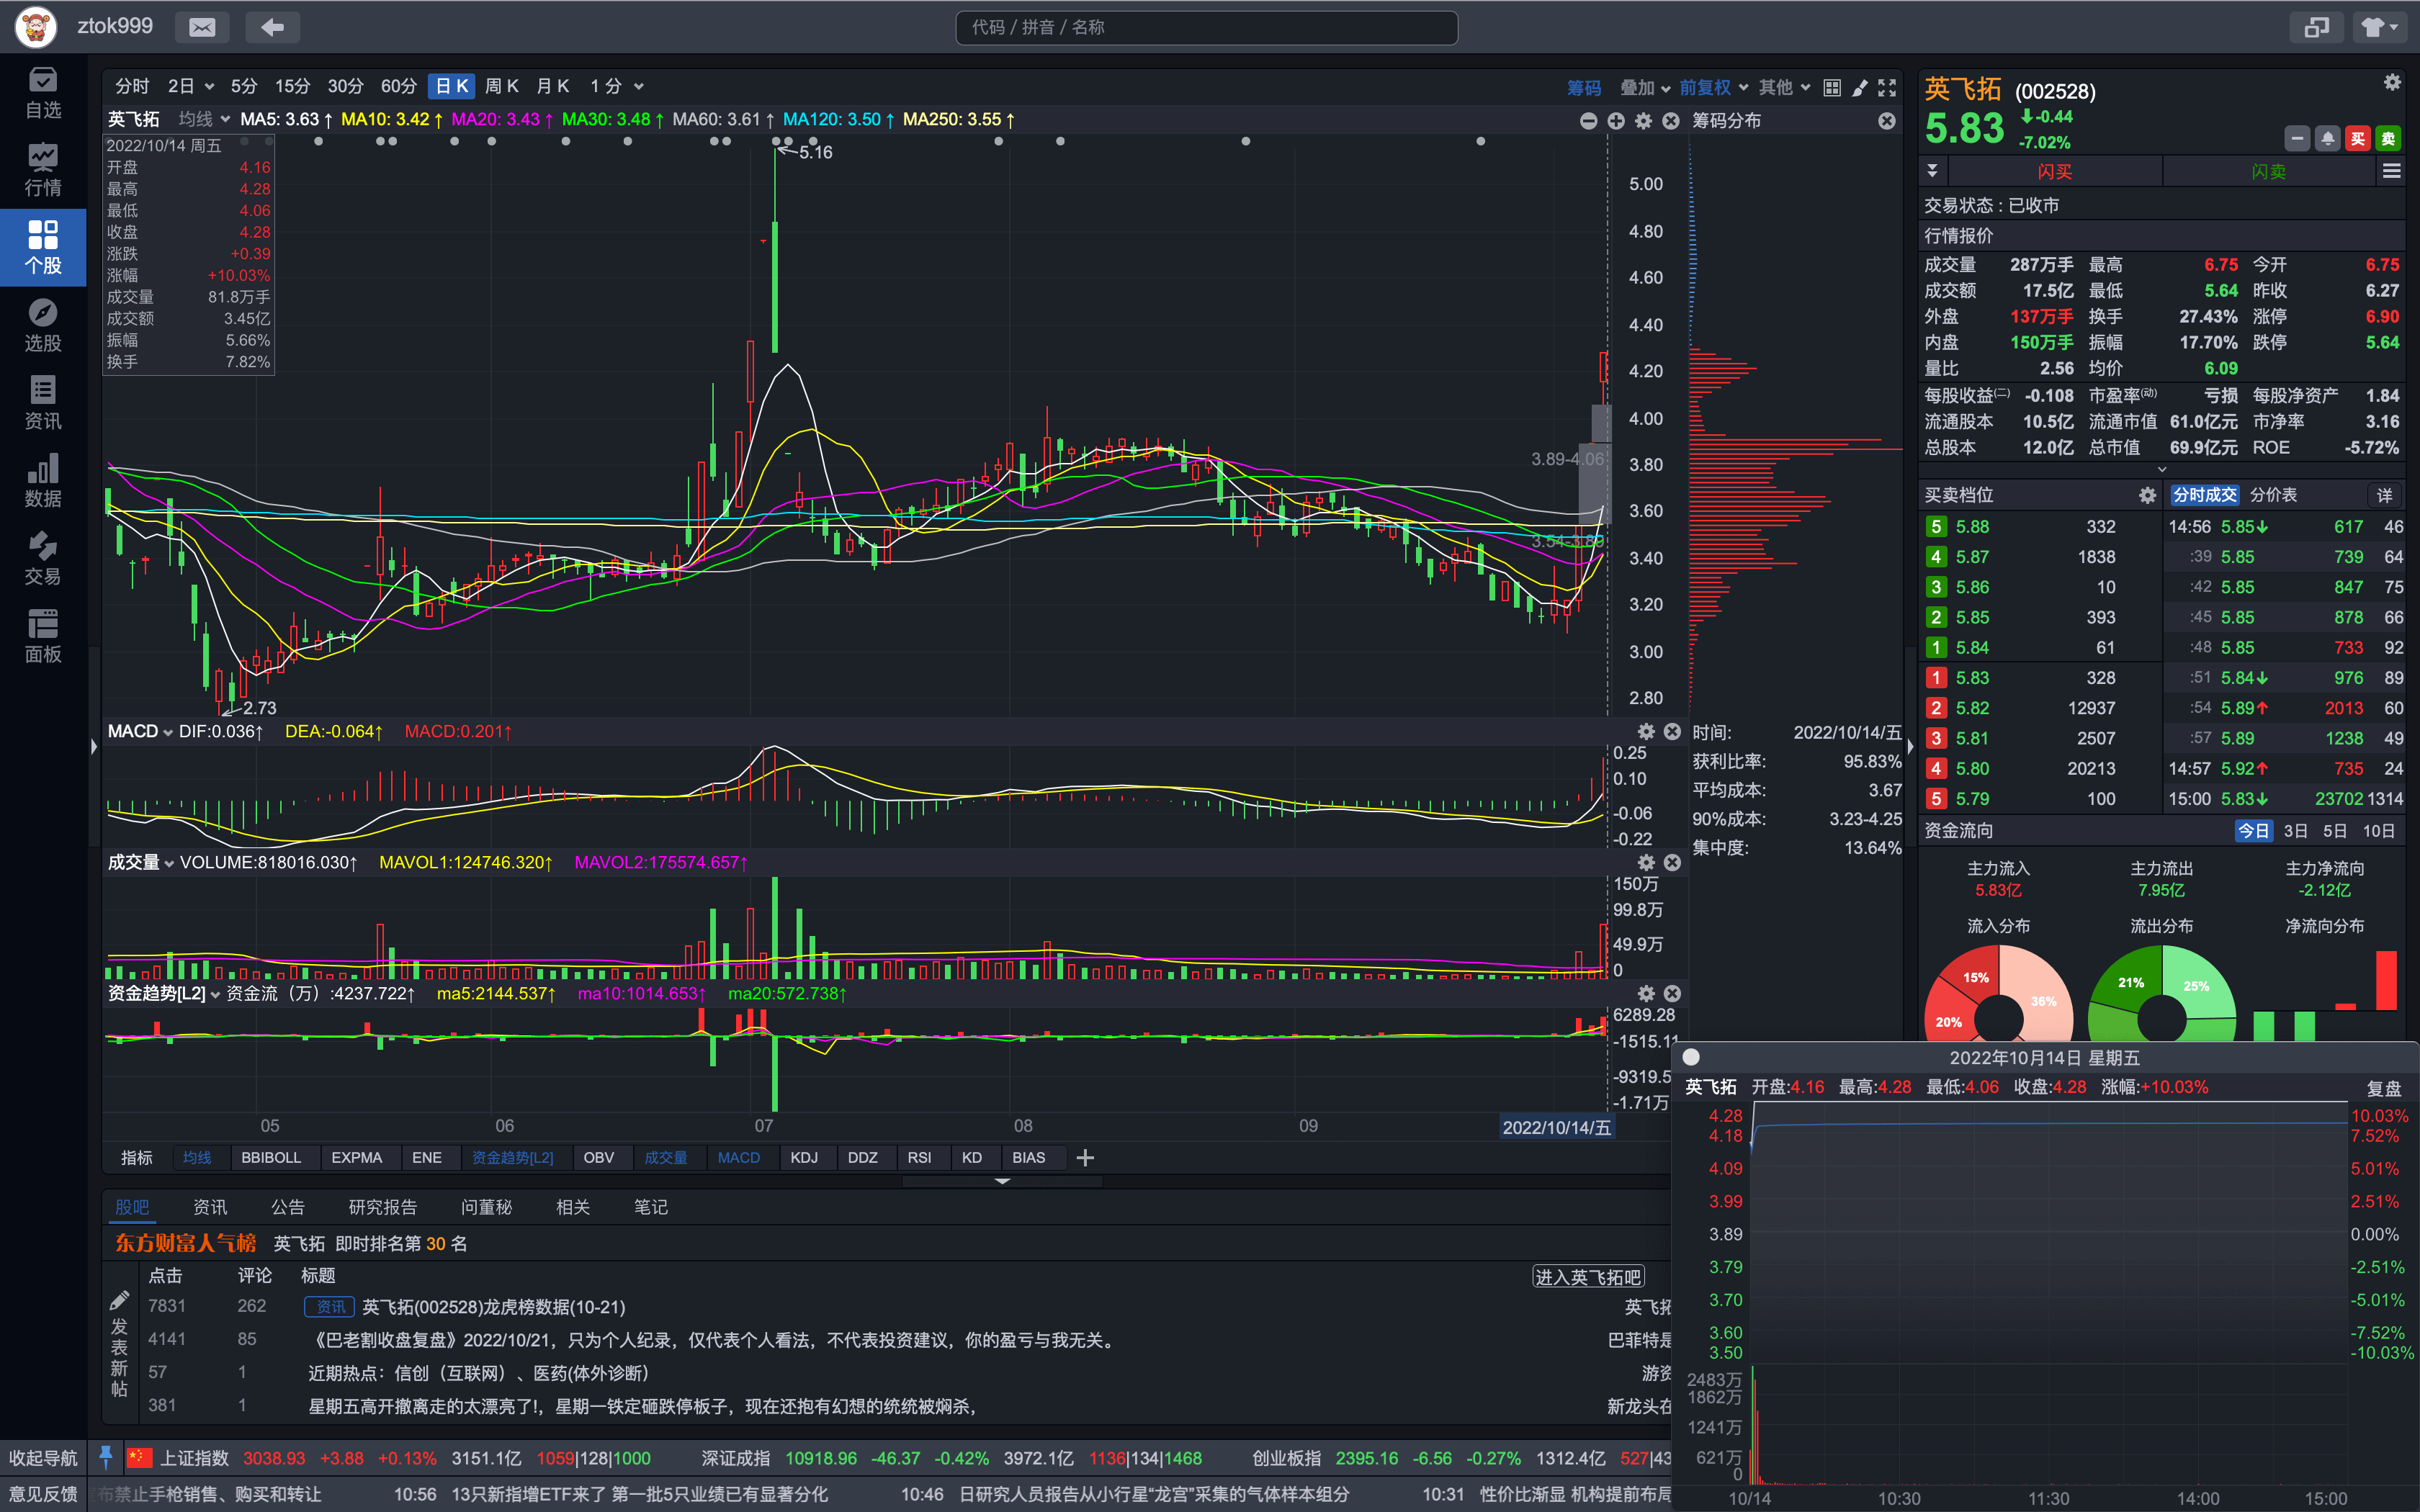 ztok999
代码 / 拼音 / 名称
自选
行情
个股
选股
资讯
数据
交易
面板
分时 2日 5分 15分 30分 60分 日K 周K 月K 1分
筹码 叠加 前复权 其他
英飞拓 均线 MA5: 3.63↑ MA10: 3.42↑ MA20: 3.43↑ MA30: 3.48↑ MA60: 3.61↑ MA120: 3.50↑ MA250: 3.55↑
筹码分布
2022/10/14 周五
开盘 4.16
最高 4.28
最低 4.06
收盘 4.28
涨跌 +0.39
涨幅 +10.03%
成交量 81.8万手
成交额 3.45亿
振幅 5.66%
换手 7.82%
5.16
2.73
3.89-4.06
3.54-3.89
5.00
4.80
4.60
4.40
4.20
4.00
3.80
3.60
3.40
3.20
3.00
2.80
MACD DIF:0.036↑ DEA:-0.064↑ MACD:0.201↑
0.25
0.10
-0.06
-0.22
成交量 VOLUME:818016.030↑ MAVOL1:124746.320↑ MAVOL2:175574.657↑
150万
99.8万
49.9万
0
资金趋势[L2] 资金流（万）:4237.722↑ ma5:2144.537↑ ma10:1014.653↑ ma20:572.738↑
6289.28
-1515.11
-9319.5
-1.71万
05 06 07 08 09 2022/10/14/五
时间: 2022/10/14/五
获利比率: 95.83%
平均成本: 3.67
90%成本: 3.23-4.25
集中度: 13.64%
指标 均线 BBIBOLL EXPMA ENE 资金趋势[L2] OBV 成交量 MACD KDJ DDZ RSI KD BIAS
股吧 资讯 公告 研究报告 问董秘 相关 笔记
东方财富人气榜 英飞拓 即时排名第 30 名
点击 评论 标题
进入英飞拓吧
发表新帖
7831 262 资讯 英飞拓(002528)龙虎榜数据(10-21) 英飞拓
4141 85 《巴老割收盘复盘》2022/10/21，只为个人纪录，仅代表个人看法，不代表投资建议，你的盈亏与我无关。 巴菲特是
57 1 近期热点：信创（互联网）、医药(体外诊断) 游资
381 1 星期五高开撤离走的太漂亮了!，星期一铁定砸跌停板子，现在还抱有幻想的统统被焖杀， 新龙头在
英飞拓 (002528)
5.83 -0.44
-7.02%
买 卖
闪买 闪卖
交易状态 : 已收市
行情报价
成交量 287万手 最高 6.75 今开 6.75
成交额 17.5亿 最低 5.64 昨收 6.27
外盘 137万手 换手 27.43% 涨停 6.90
内盘 150万手 振幅 17.70% 跌停 5.64
量比 2.56 均价 6.09
每股收益(二) -0.108 市盈率(动) 亏损 每股净资产 1.84
流通股本 10.5亿 流通市值 61.0亿元 市净率 3.16
总股本 12.0亿 总市值 69.9亿元 ROE -5.72%
买卖档位 分时成交 分价表 详
5 5.88 332
4 5.87 1838
3 5.86 10
2 5.85 393
1 5.84 61
1 5.83 328
2 5.82 12937
3 5.81 2507
4 5.80 20213
5 5.79 100
14:56 5.85↓ 617 46
:39 5.85 739 64
:42 5.85 847 75
:45 5.85 878 66
:48 5.85 733 92
:51 5.84↓ 976 89
:54 5.89↑ 2013 60
:57 5.89 1238 49
14:57 5.92↑ 735 24
15:00 5.83↓ 23702 1314
资金流向 今日 3日 5日 10日
主力流入 主力流出 主力净流向
5.83亿 7.95亿 -2.12亿
流入分布 流出分布 净流向分布
15% 36% 20%
21% 25%
2022年10月14日 星期五
英飞拓 开盘:4.16 最高:4.28 最低:4.06 收盘:4.28 涨幅:+10.03% 复盘
4.28 10.03%
4.18 7.52%
4.09 5.01%
3.99 2.51%
3.89 0.00%
3.79 -2.51%
3.70 -5.01%
3.60 -7.52%
3.50 -10.03%
2483万
1862万
1241万
621万
0
10/14 10:30 11:30 14:00 15:00
收起导航 上证指数 3038.93 +3.88 +0.13% 3151.1亿 1059|128|1000 深证成指 10918.96 -46.37 -0.42% 3972.1亿 1136|134|1468 创业板指 2395.16 -6.56 -0.27% 1312.4亿 527|43
意见反馈 布禁止手枪销售、购买和转让 10:56 13只新指增ETF来了 第一批5只业绩已有显著分化 10:46 日研究人员报告从小行星“龙宫”采集的气体样本组分 10:31 性价比渐显 机构提前布局